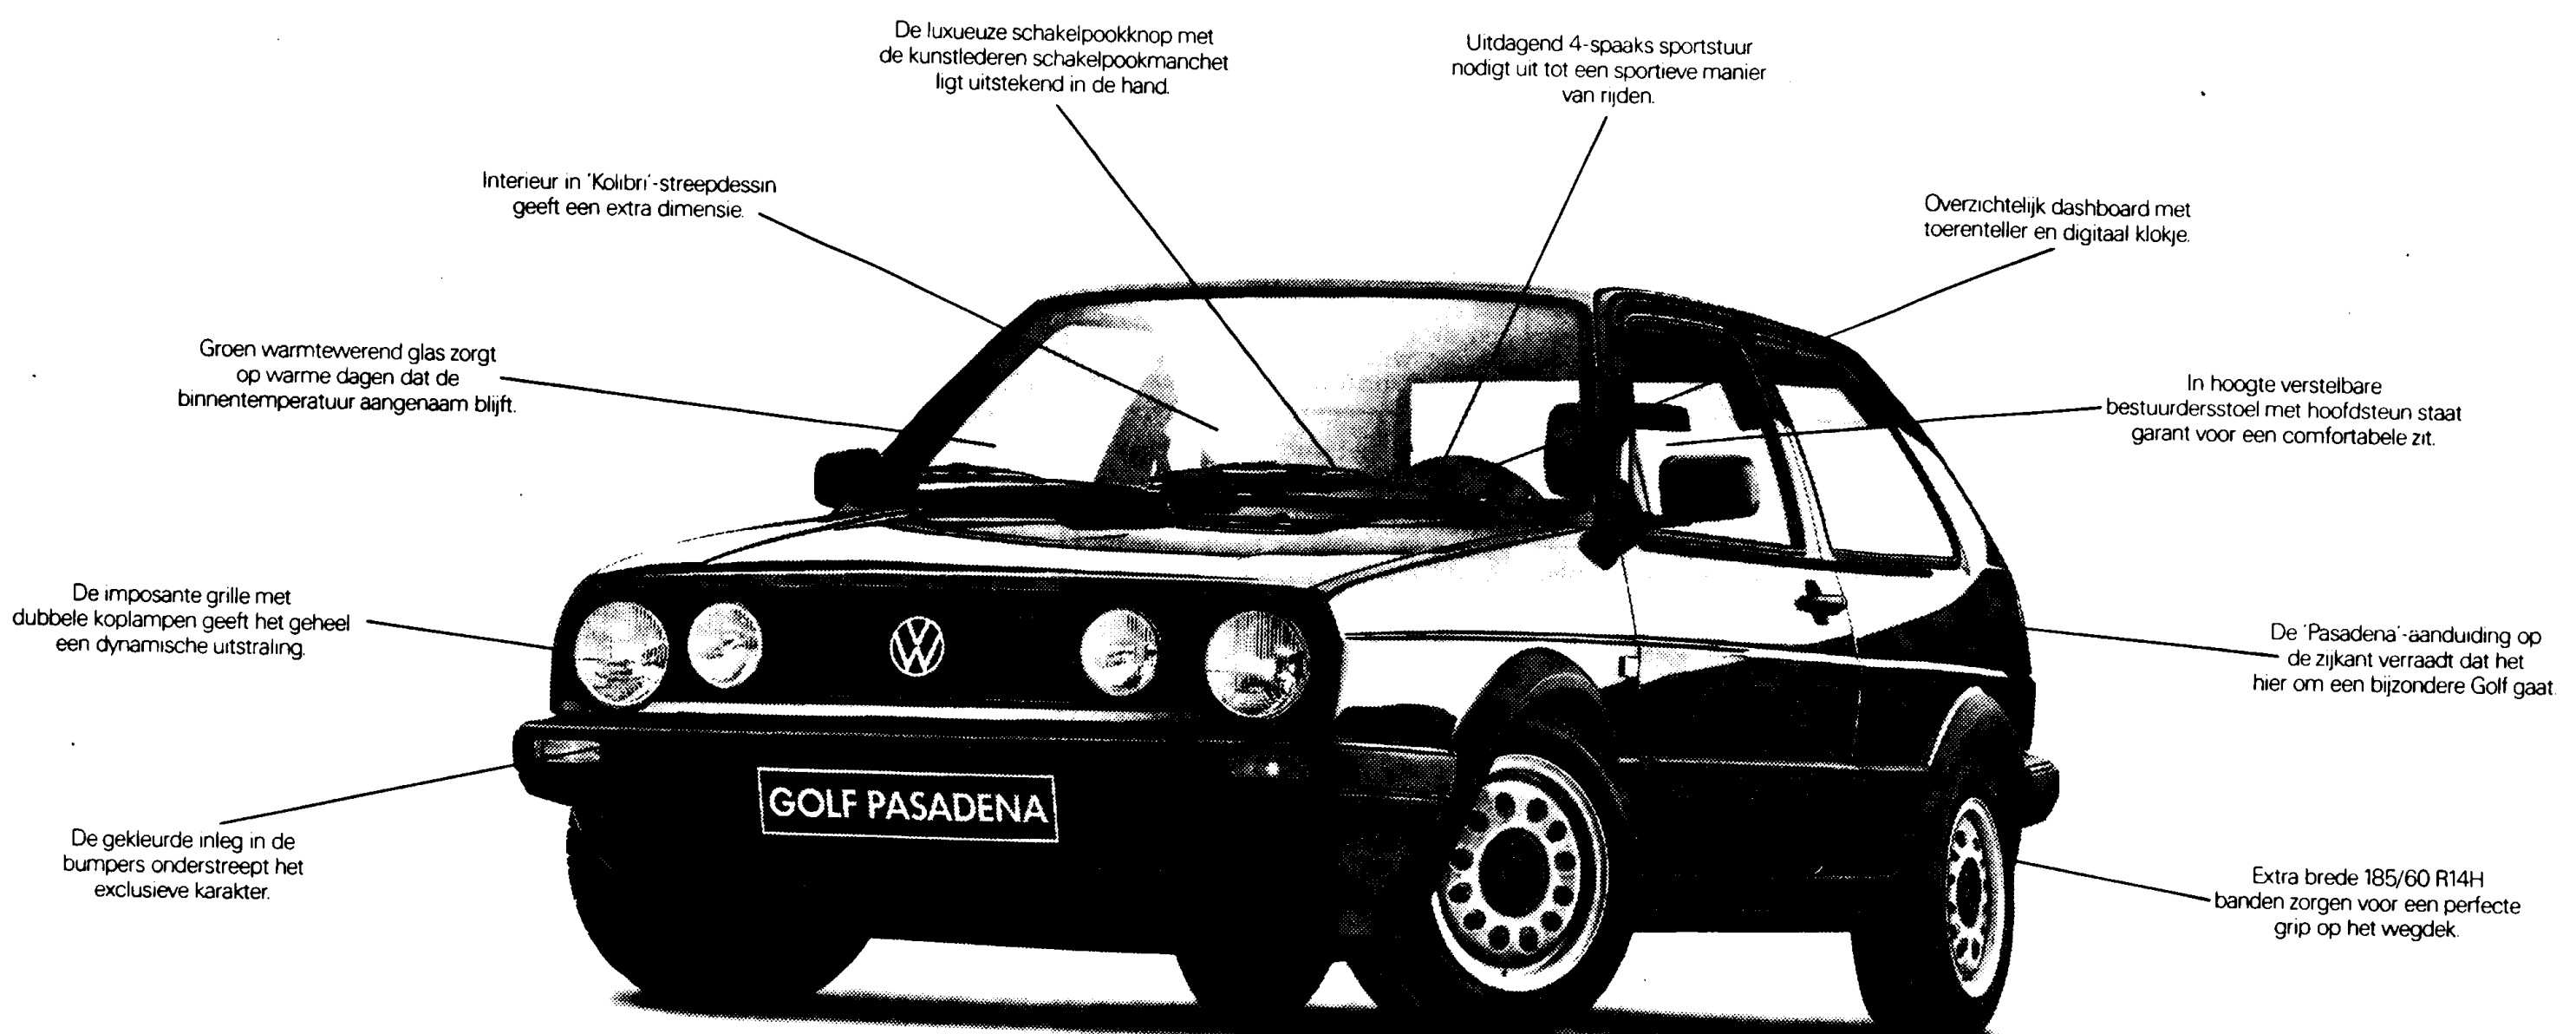 De luxueuze schakelpookknop met
de kunstlederen schakelpookmanchet
ligt uitstekend in de hand.
Uitdagend 4-spaaks sportstuur
nodigt uit tot een sportieve manier
van rijden.
Interieur in 'Kolibri'-streepdessin
geeft een extra dimensie.
Overzichtelijk dashboard met
toerenteller en digitaal klokje.
Groen warmtewerend glas zorgt
op warme dagen dat de
binnentemperatuur aangenaam blijft.
In hoogte verstelbare
bestuurdersstoel met hoofdsteun staat
garant voor een comfortabele zit.
De imposante grille met
dubbele koplampen geeft het geheel
een dynamische uitstraling.
De 'Pasadena'-aanduiding op
de zijkant verraadt dat het
hier om een bijzondere Golf gaat.
VW
GOLF PASADENA
De gekleurde inleg in de
bumpers onderstreept het
exclusieve karakter.
Extra brede 185/60 R14H
banden zorgen voor een perfecte
grip op het wegdek.